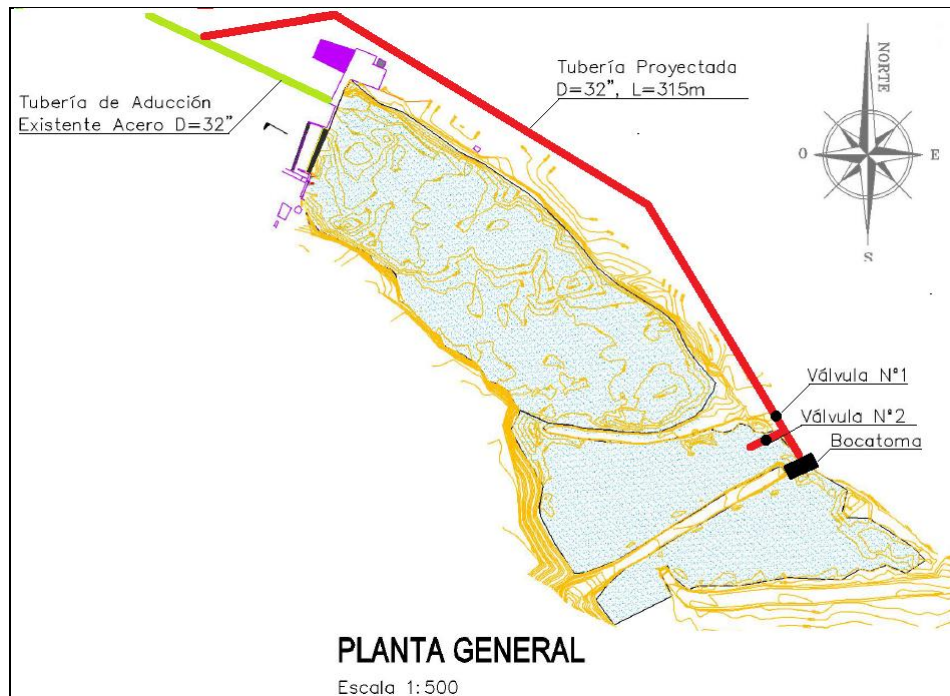 Tubería Proyectada
D=32", L=315m
Tubería de Aducción
Existente Acero D=32"
NORTE
O
E
S
Válvula N°1
Válvula N°2
Bocatoma
PLANTA GENERAL
Escala 1:500